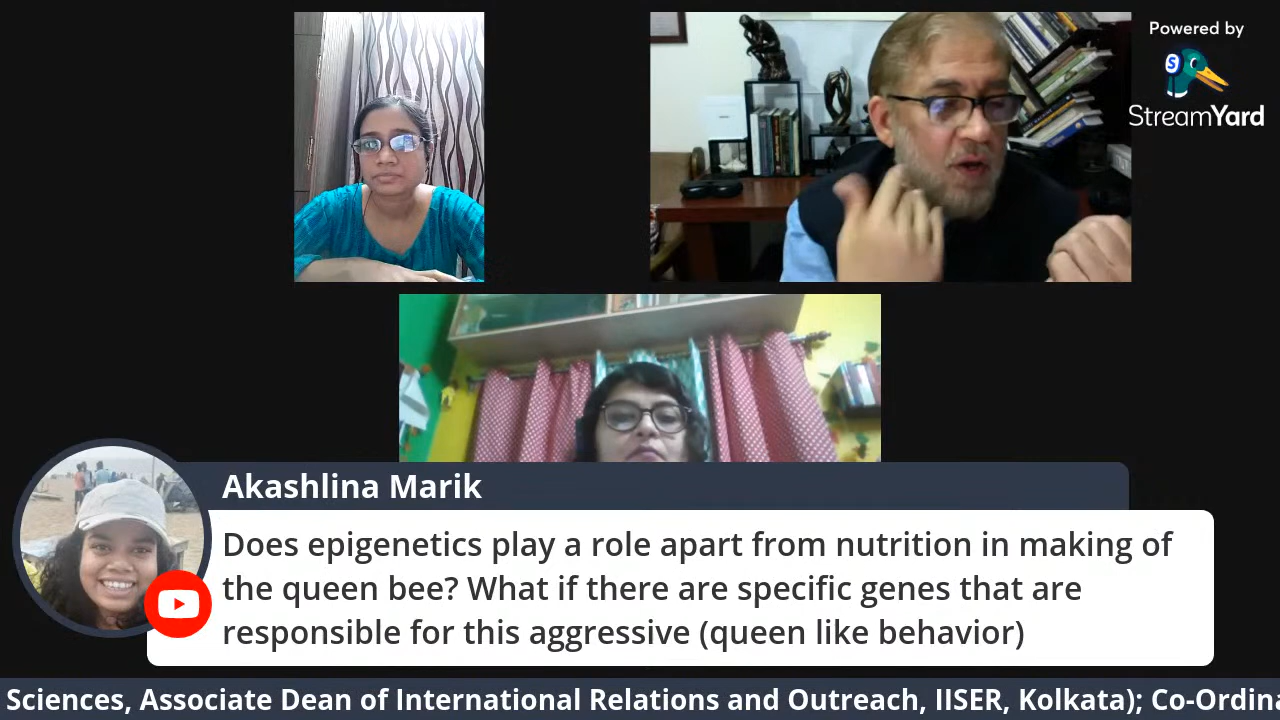 Powered by
S
StreamYard
Akashlina Marik
Does epigenetics play a role apart from nutrition in making of
the queen bee? What if there are specific genes that are
responsible for this aggressive (queen like behavior)
Sciences, Associate Dean of International Relations and Outreach, IISER, Kolkata); Co-Ordina